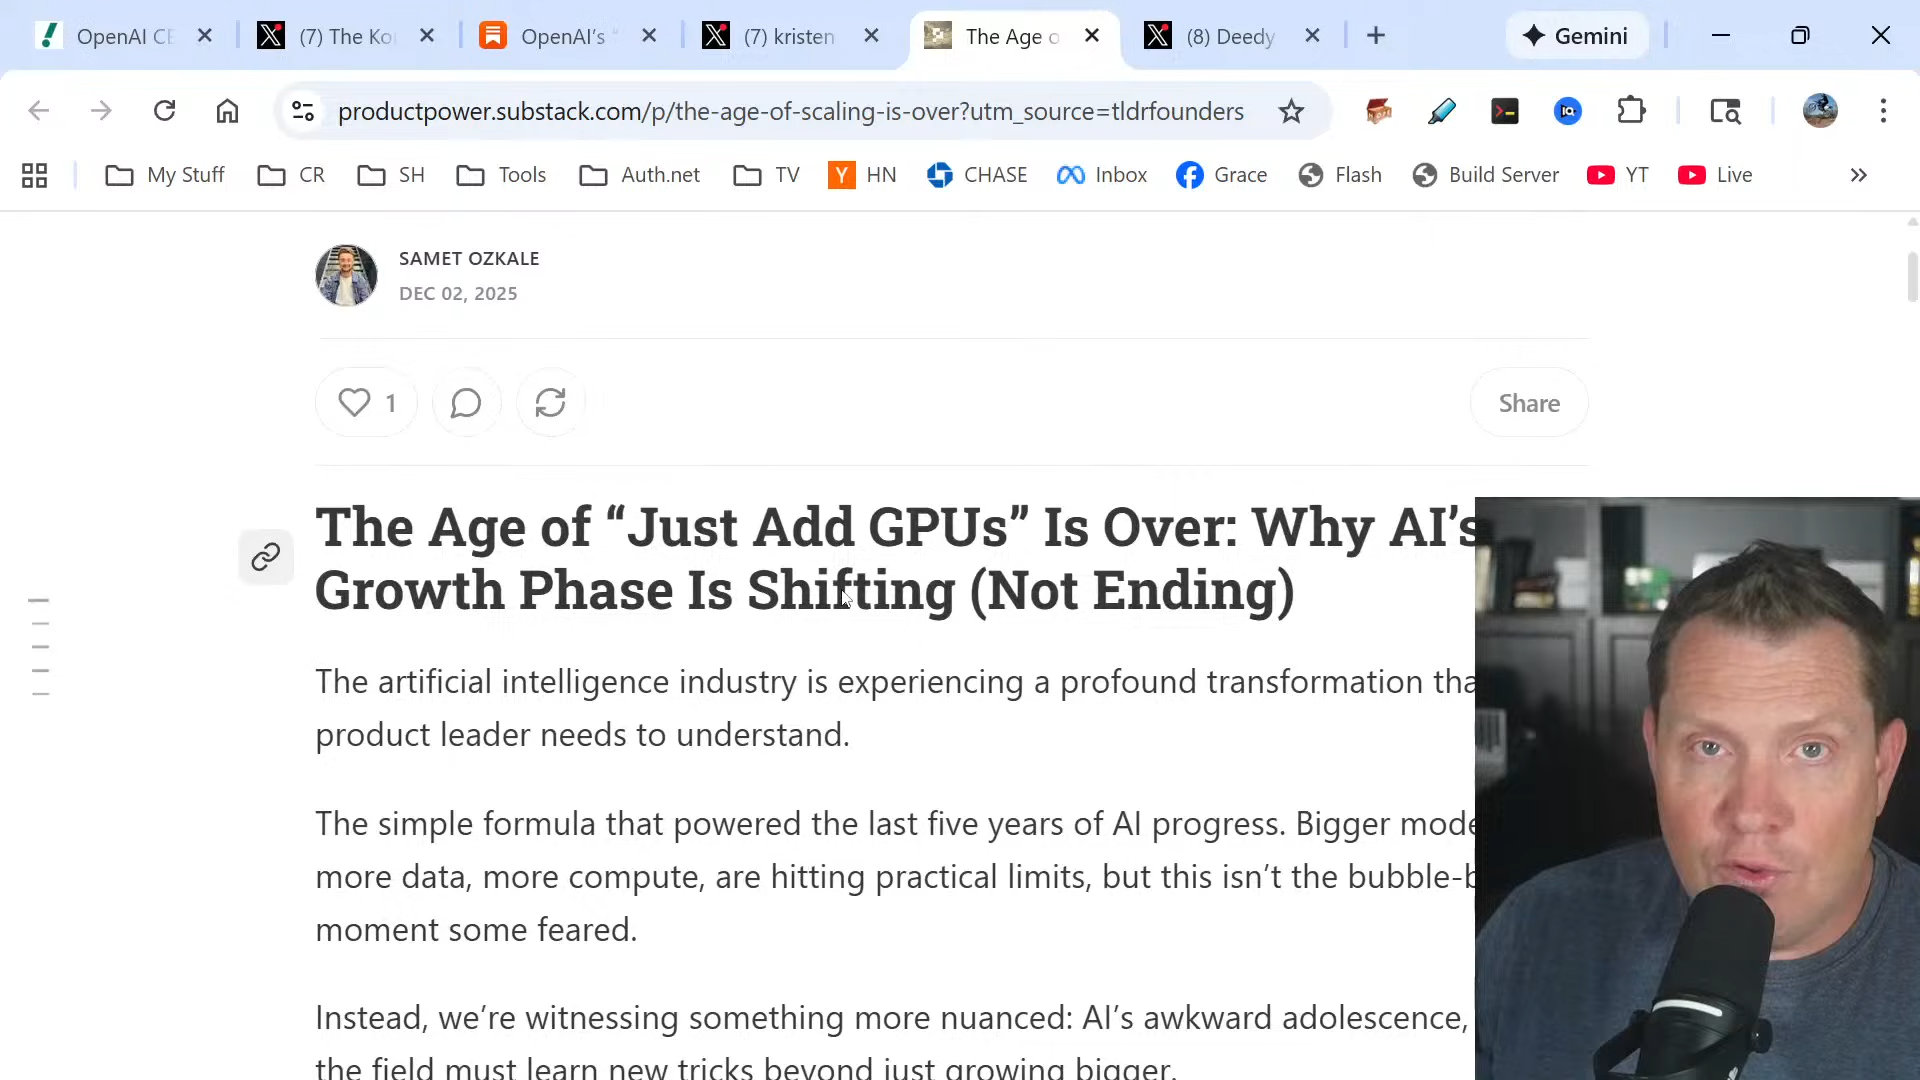 OpenAI CE
(7) The Ko
OpenAI's "
(7) kristen
The Age o
(8) Deedy
Gemini
productpower.substack.com/p/the-age-of-scaling-is-over?utm_source=tldrfounders
My Stuff
CR
SH
Tools
Auth.net
TV
Y HN
CHASE
Inbox
Grace
Flash
Build Server
YT
Live
SAMET OZKALE
DEC 02, 2025
1
Share
The Age of “Just Add GPUs” Is Over: Why AI’s
Growth Phase Is Shifting (Not Ending)
The artificial intelligence industry is experiencing a profound transformation tha
product leader needs to understand.
The simple formula that powered the last five years of AI progress. Bigger mode
more data, more compute, are hitting practical limits, but this isn’t the bubble-b
moment some feared.
Instead, we’re witnessing something more nuanced: AI’s awkward adolescence,
the field must learn new tricks beyond just growing bigger.